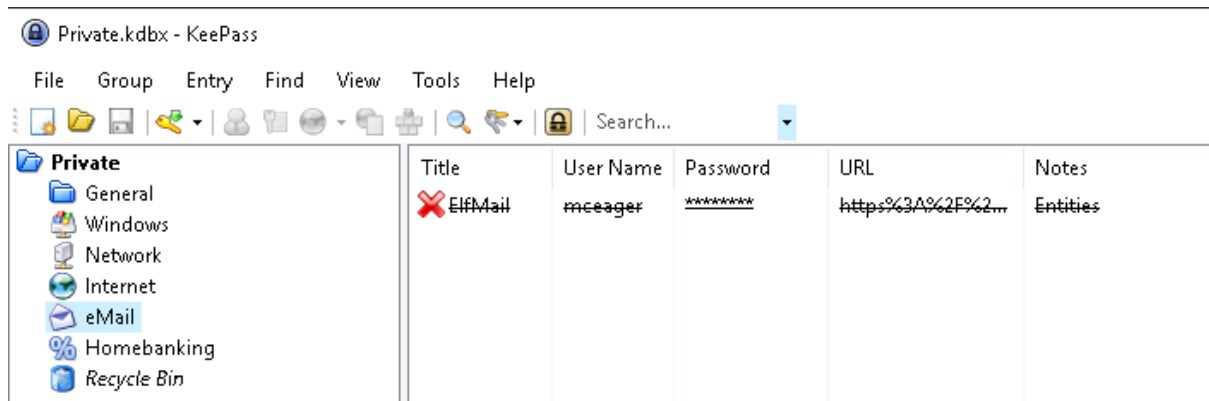 Private.kdbx - KeePass
File Group Entry Find View Tools Help
Search...
Private
General
Windows
Network
Internet
eMail
Homebanking
Recycle Bin
Title User Name Password URL Notes
ElfMail mceager ******** https%3A%2F%2... Entities